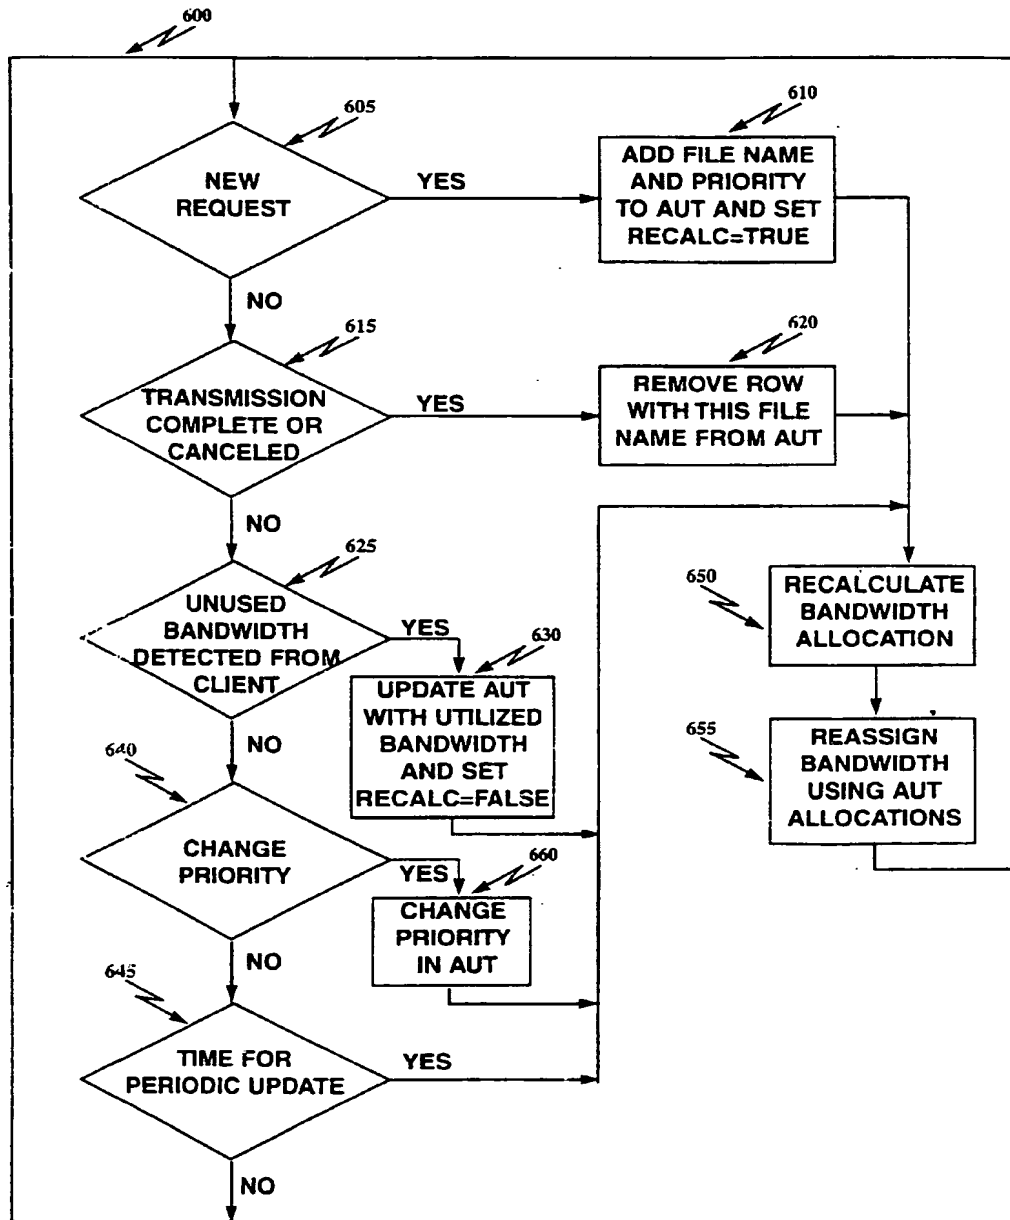 600
605
NEW
REQUEST
YES
610
ADD FILE NAME
AND PRIORITY
TO AUT AND SET
RECALC=TRUE
NO
615
TRANSMISSION
COMPLETE OR
CANCELED
YES
620
REMOVE ROW
WITH THIS FILE
NAME FROM AUT
NO
625
UNUSED
BANDWIDTH
DETECTED FROM
CLIENT
YES
630
UPDATE AUT
WITH UTILIZED
BANDWIDTH
AND SET
RECALC=FALSE
650
RECALCULATE
BANDWIDTH
ALLOCATION
655
REASSIGN
BANDWIDTH
USING AUT
ALLOCATIONS
NO
640
CHANGE
PRIORITY
YES
660
CHANGE
PRIORITY
IN AUT
NO
645
TIME FOR
PERIODIC UPDATE
YES
NO